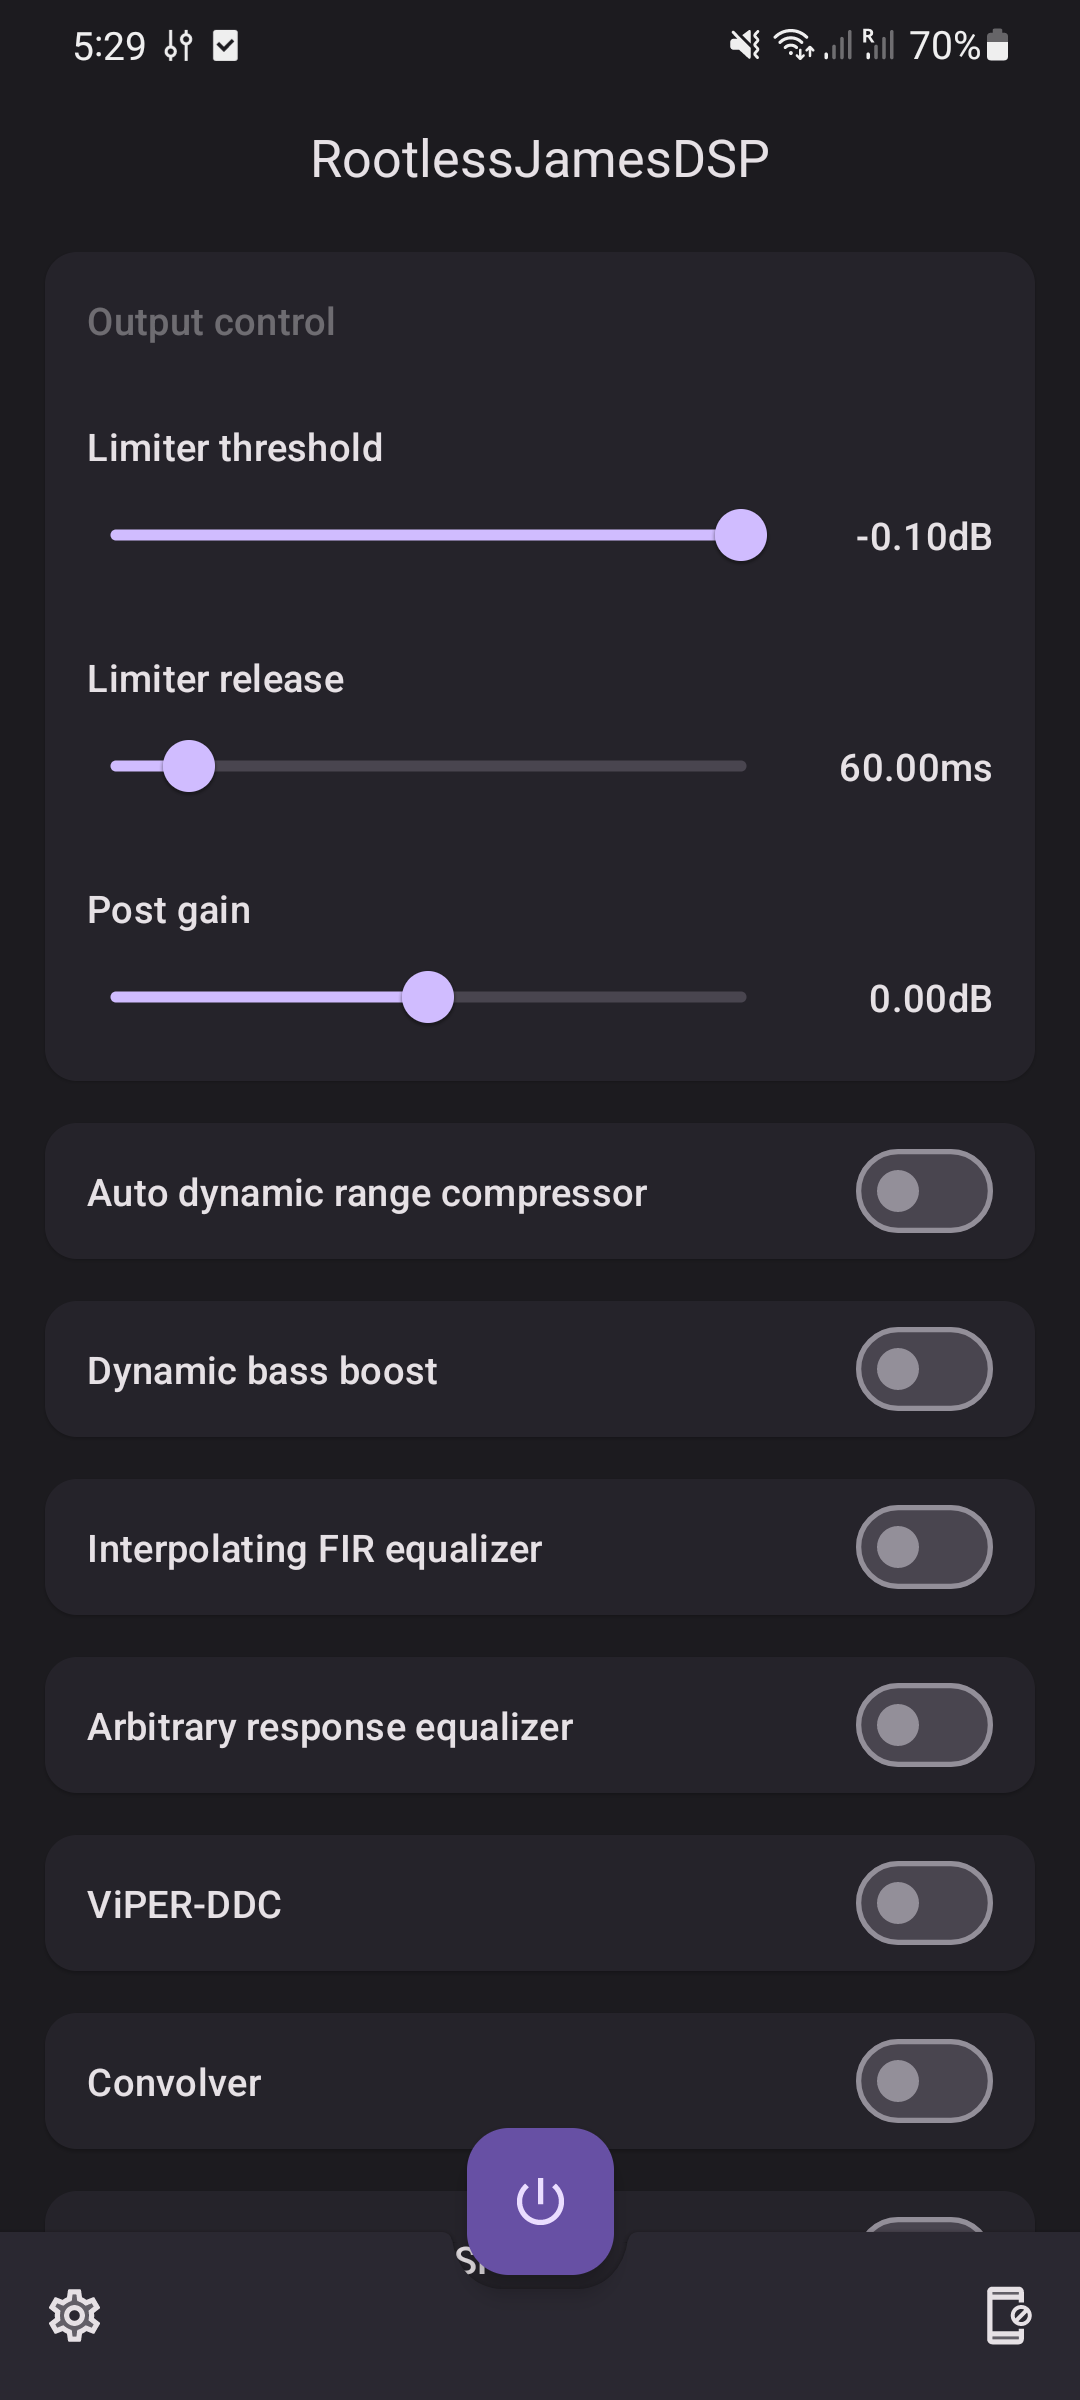 5:29
R
70%
RootlessJamesDSP
Output control
Limiter threshold
-0.10dB
Limiter release
60.00ms
Post gain
0.00dB
Auto dynamic range compressor
Dynamic bass boost
Interpolating FIR equalizer
Arbitrary response equalizer
ViPER-DDC
Convolver